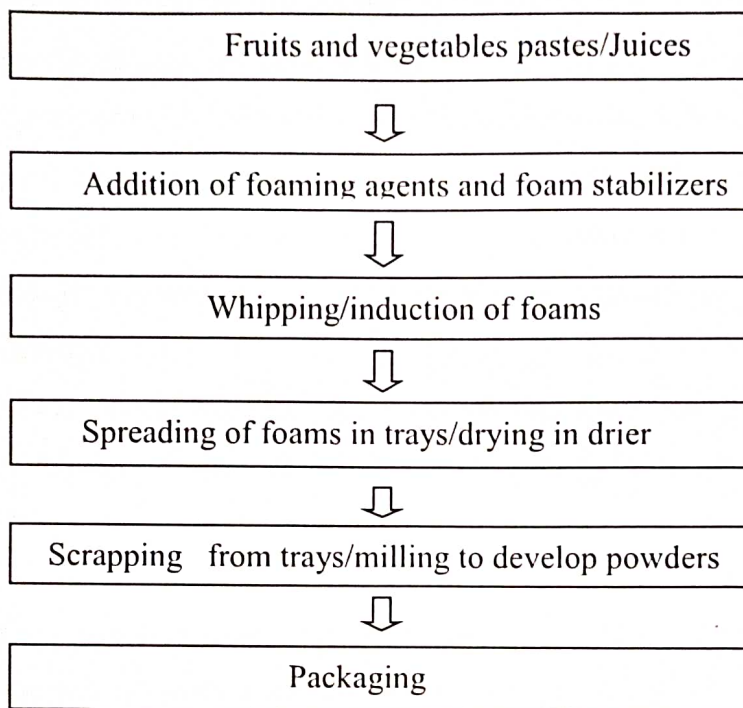 Fruits and vegetables pastes/Juices
Addition of foaming agents and foam stabilizers
Whipping/induction of foams
Spreading of foams in trays/drying in drier
Scrapping from trays/milling to develop powders
Packaging